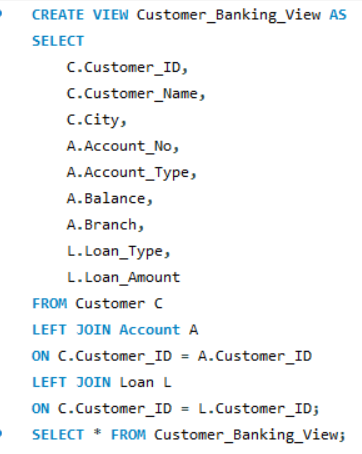 CREATE VIEW Customer_Banking_View AS
SELECT
C.Customer_ID,
C.Customer_Name,
C.City,
A.Account_No,
A.Account_Type,
A.Balance,
A.Branch,
L.Loan_Type,
L.Loan_Amount
FROM Customer C
LEFT JOIN Account A
ON C.Customer_ID = A.Customer_ID
LEFT JOIN Loan L
ON C.Customer_ID = L.Customer_ID;
SELECT * FROM Customer_Banking_View;